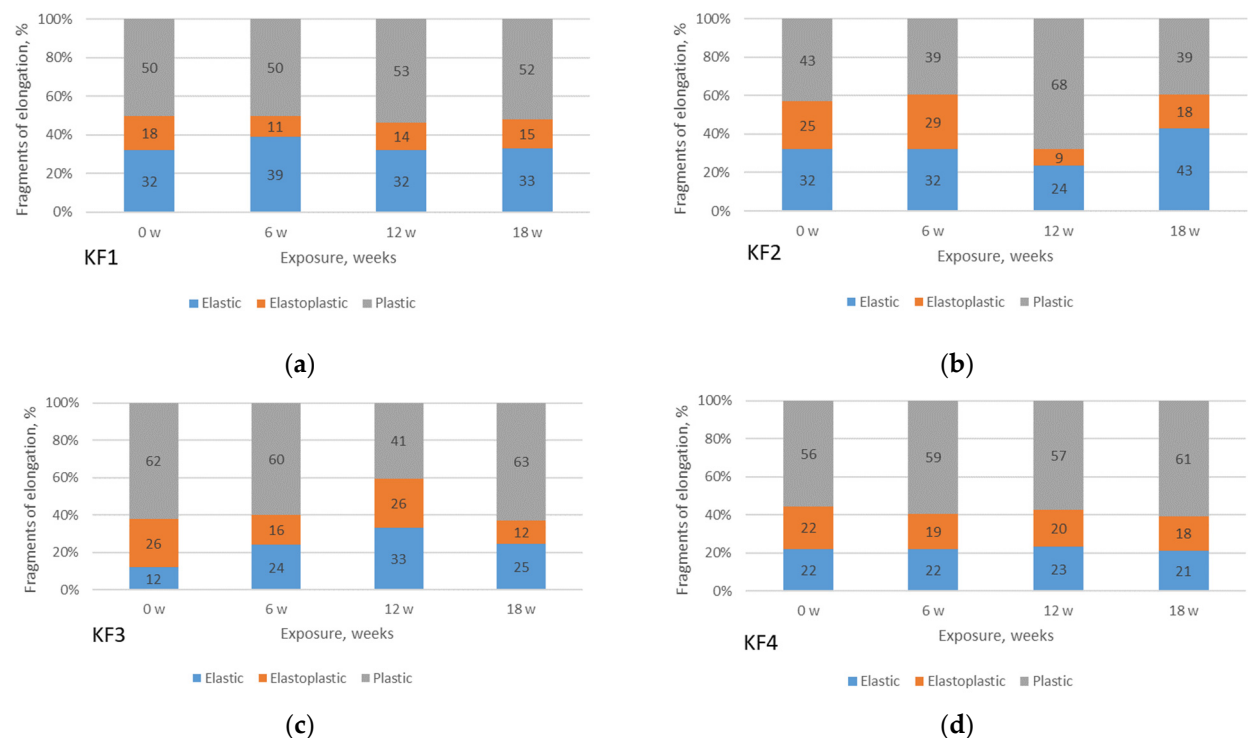 100%
80%
60%
40%
20%
0%
Fragments of elongation, %
50 50 53 52
18 11 14 15
32 39 32 33
0 w 6 w 12 w 18 w
Exposure, weeks
KF1
Elastic Elastoplastic Plastic
(a)
100%
80%
60%
40%
20%
0%
Fragments of elongation, %
43 39 68 39
25 29 9 18
32 32 24 43
0 w 6 w 12 w 18 w
Exposure, weeks
KF2
Elastic Elastoplastic Plastic
(b)
100%
80%
60%
40%
20%
0%
Fragments of elongation, %
62 60 41 63
26 16 26 12
12 24 33 25
0 w 6 w 12 w 18 w
Exposure, weeks
KF3
Elastic Elastoplastic Plastic
(c)
100%
80%
60%
40%
20%
0%
Fragments of elongation, %
56 59 57 61
22 19 20 18
22 22 23 21
0 w 6 w 12 w 18 w
Exposure, weeks
KF4
Elastic Elastoplastic Plastic
(d)